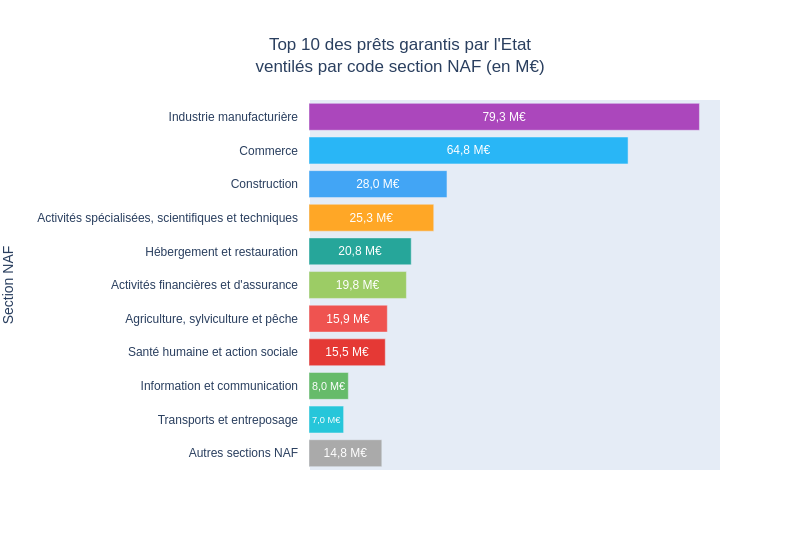 Top 10 des prêts garantis par l'Etat
ventilés par code section NAF (en M€)
Section NAF
Industrie manufacturière 79,3 M€
Commerce 64,8 M€
Construction 28,0 M€
Activités spécialisées, scientifiques et techniques 25,3 M€
Hébergement et restauration 20,8 M€
Activités financières et d'assurance 19,8 M€
Agriculture, sylviculture et pêche 15,9 M€
Santé humaine et action sociale 15,5 M€
Information et communication 8,0 M€
Transports et entreposage 7,0 M€
Autres sections NAF 14,8 M€